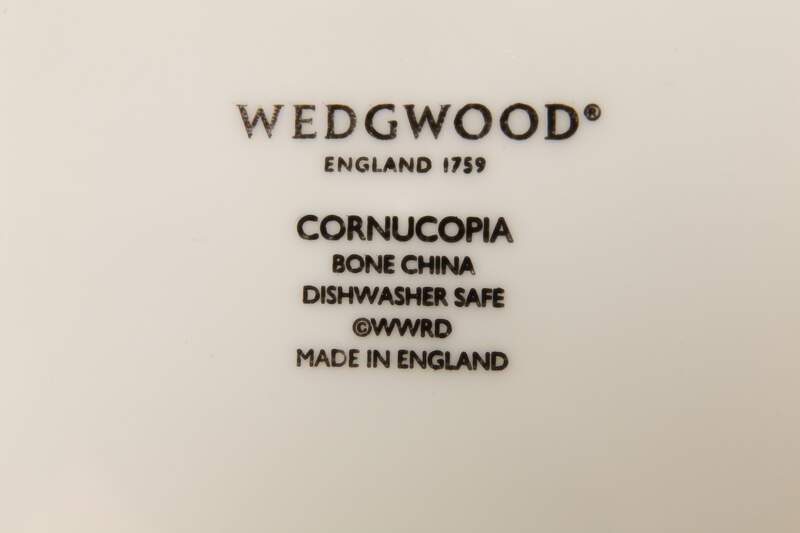 WEDGWOOD®
ENGLAND 1759
CORNUCOPIA
BONE CHINA
DISHWASHER SAFE
©WWRD
MADE IN ENGLAND